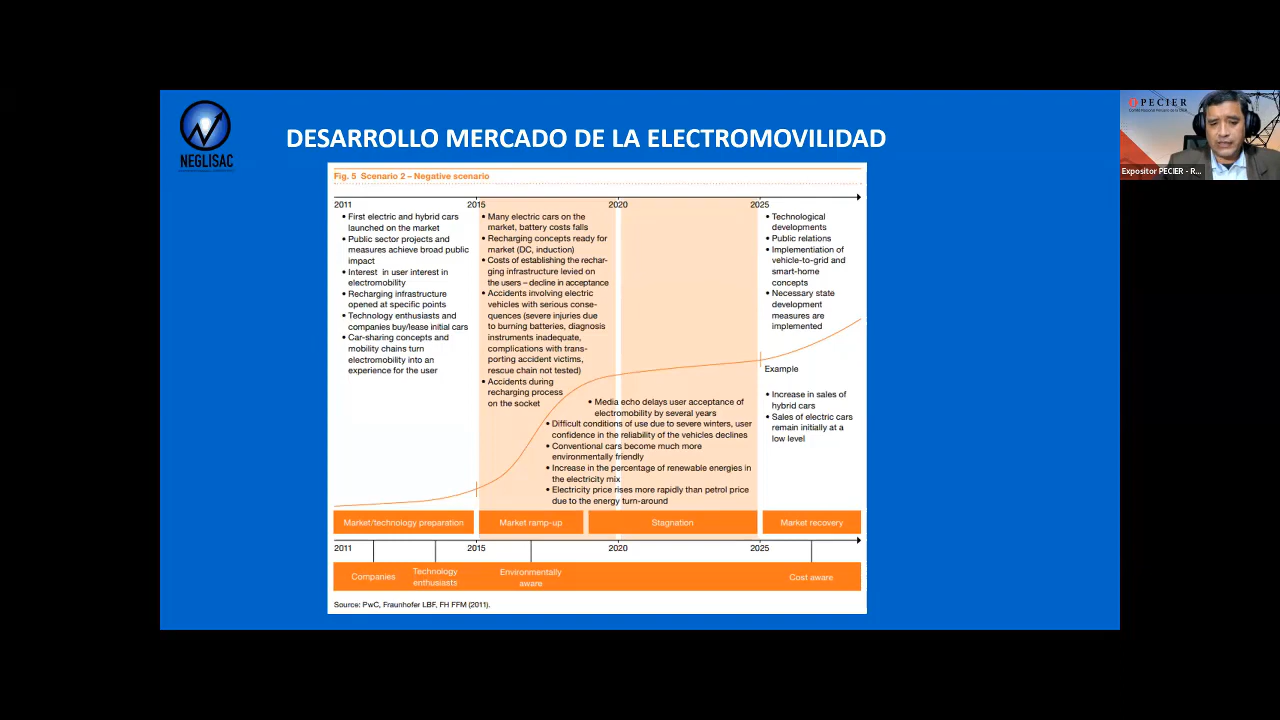 NEGLISAC
DESARROLLO MERCADO DE LA ELECTROMOVILIDAD
Fig. 5 Scenario 2 – Negative scenario
2011 2015 2020 2025
• First electric and hybrid cars
launched on the market
• Public sector projects and
measures achieve broad public
impact
• Interest in user interest in
electromobility
• Recharging infrastructure
opened at specific points
• Technology enthusiasts and
companies buy/lease initial cars
• Car-sharing concepts and
mobility chains turn
electromobility into an
experience for the user
• Many electric cars on the
market, battery costs falls
• Recharging concepts ready for
market (DC, induction)
• Costs of establishing the rechar-
ging infrastructure levied on
the users – decline in acceptance
• Accidents involving electric
vehicles with serious conse-
quences (severe injuries due
to burning batteries, diagnosis
instruments inadequate,
complications with trans-
porting accident victims,
rescue chain not tested)
• Accidents during
recharging process
on the socket
• Media echo delays user acceptance of
electromobility by several years
• Difficult conditions of use due to severe winters, user
confidence in the reliability of the vehicles declines
• Conventional cars become much more
environmentally friendly
• Increase in the percentage of renewable energies in
the electricity mix
• Electricity price rises more rapidly than petrol price
due to the energy turn-around
• Technological
developments
• Public relations
• Implementiation of
vehicle-to-grid and
smart-home
concepts
• Necessary state
development
measures are
implemented
Example
• Increase in sales of
hybrid cars
• Sales of electric cars
remain initially at a
low level
Market/technology preparation Market ramp-up Stagnation Market recovery
2011 2015 2020 2025
Companies
Technology
enthusiasts
Environmentally
aware
Cost aware
Source: PwC, Fraunhofer LBF, FH FFM (2011).
PECIER
Expositor PECIER - R...